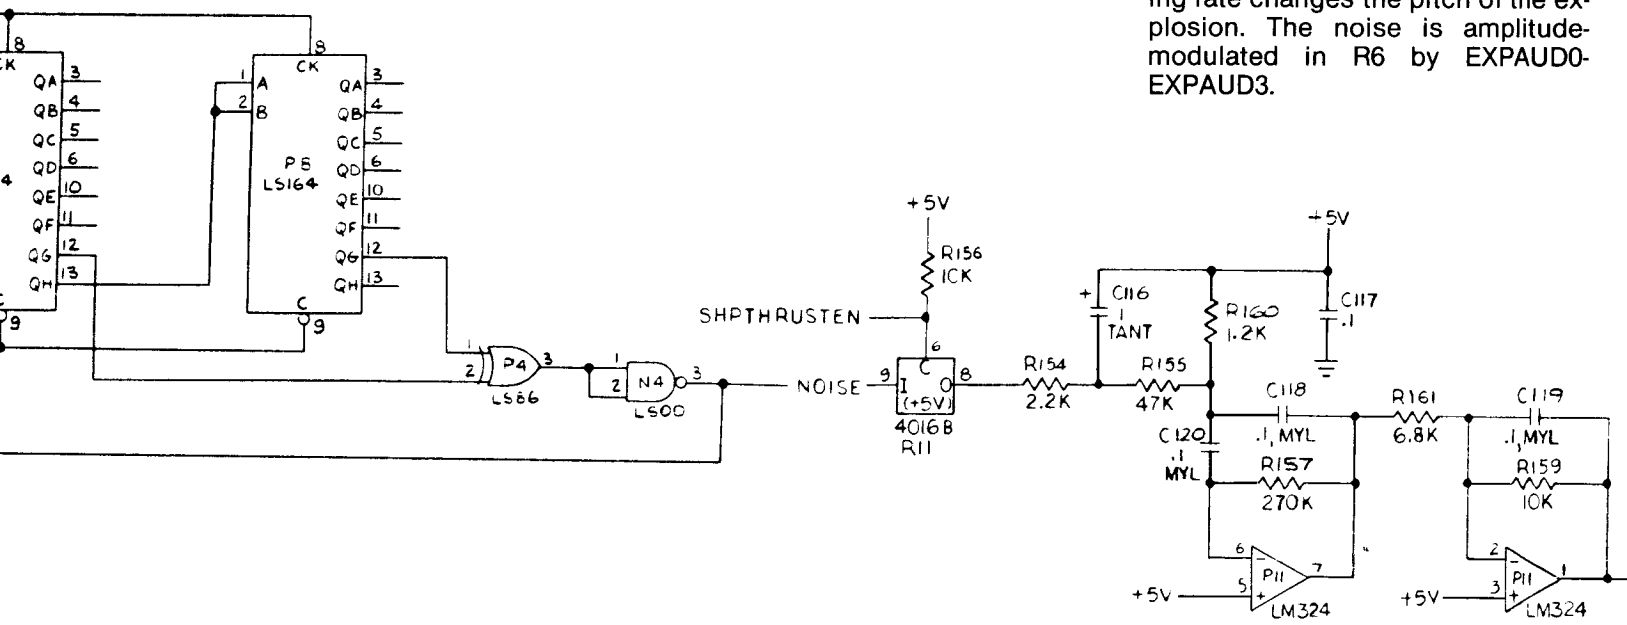 ing rate changes the pitch of the ex-
plosion. The noise is amplitude-
modulated in R6 by EXPAUD0-
EXPAUD3.
8
CK
QA 3
QB 4
QC 5
QD 6
QE 10
QF 11
QG 12
QH 13
4
C
9
8
CK
1 A
2 B
P8
LS164
QA 3
QB 4
QC 5
QD 6
QE 10
QF 11
QG 12
QH 13
C
9
1
2
P4
3
LS86
1
2
N4
3
LS00
NOISE
+5V
R156
10K
SHPTHRUSTEN
6
C
9 I O 8
(+5V)
4016B
R11
R154
2.2K
+ C116
1
TANT
R155
47K
+5V
R160
1.2K
C117
.1
C118
.1, MYL
C120
.1
MYL
R157
270K
R161
6.8K
C119
.1, MYL
R159
10K
6 −
5 +
P11
7
+5V
LM324
2 −
3 +
P11
1
+5V
LM324